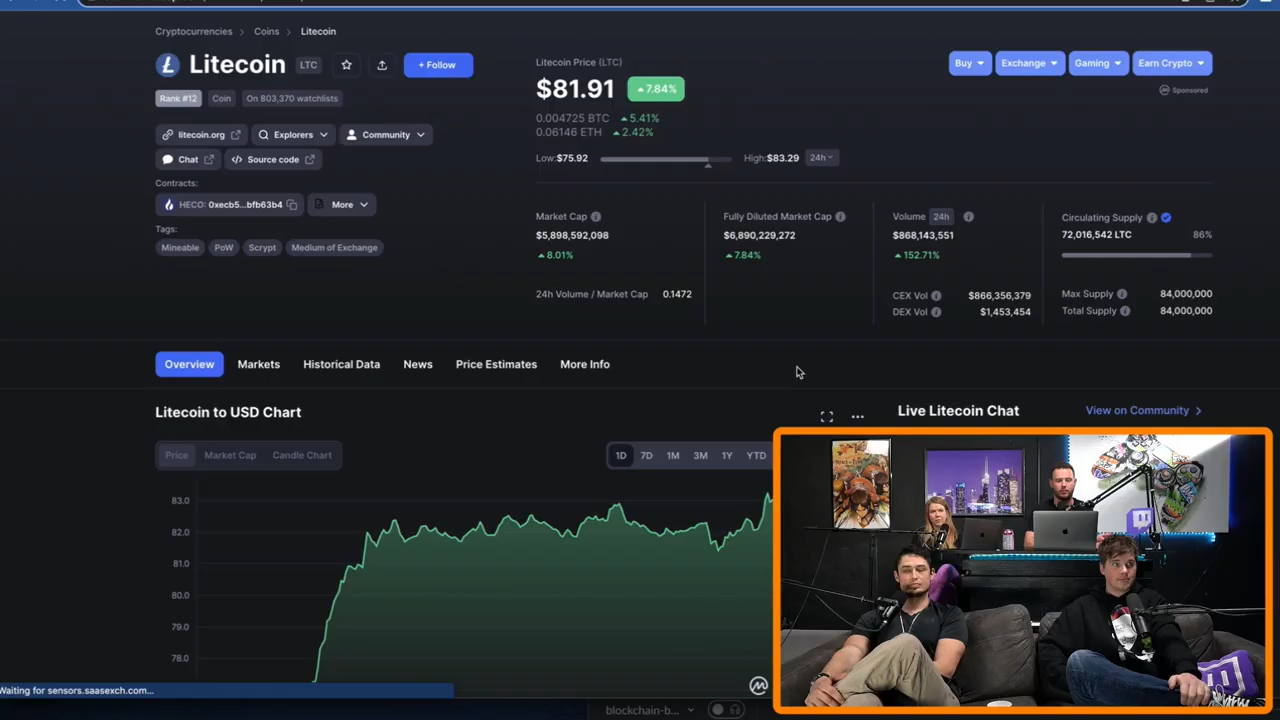 Cryptocurrencies > Coins > Litecoin
Litecoin LTC + Follow
Rank #12 Coin On 803,370 watchlists
litecoin.org Explorers Community
Chat Source code
Contracts:
HECO: 0xecb5...bfb63b4 More
Tags:
Mineable PoW Scrypt Medium of Exchange
Litecoin Price (LTC)
$81.91 7.84%
0.004725 BTC 5.41%
0.06146 ETH 2.42%
Low:$75.92 High:$83.29 24h
Buy Exchange Gaming Earn Crypto
Sponsored
Market Cap
$5,898,592,098
8.01%
24h Volume / Market Cap 0.1472
Fully Diluted Market Cap
$6,890,229,272
7.84%
Volume 24h
$868,143,551
152.71%
CEX Vol $866,356,379
DEX Vol $1,453,454
Circulating Supply
72,016,542 LTC 86%
Max Supply 84,000,000
Total Supply 84,000,000
Overview Markets Historical Data News Price Estimates More Info
Litecoin to USD Chart
Price Market Cap Candle Chart
1D 7D 1M 3M 1Y YTD
83.0
82.0
81.0
80.0
79.0
78.0
Live Litecoin Chat View on Community >
Waiting for sensors.saasexch.com...
blockchain-b...